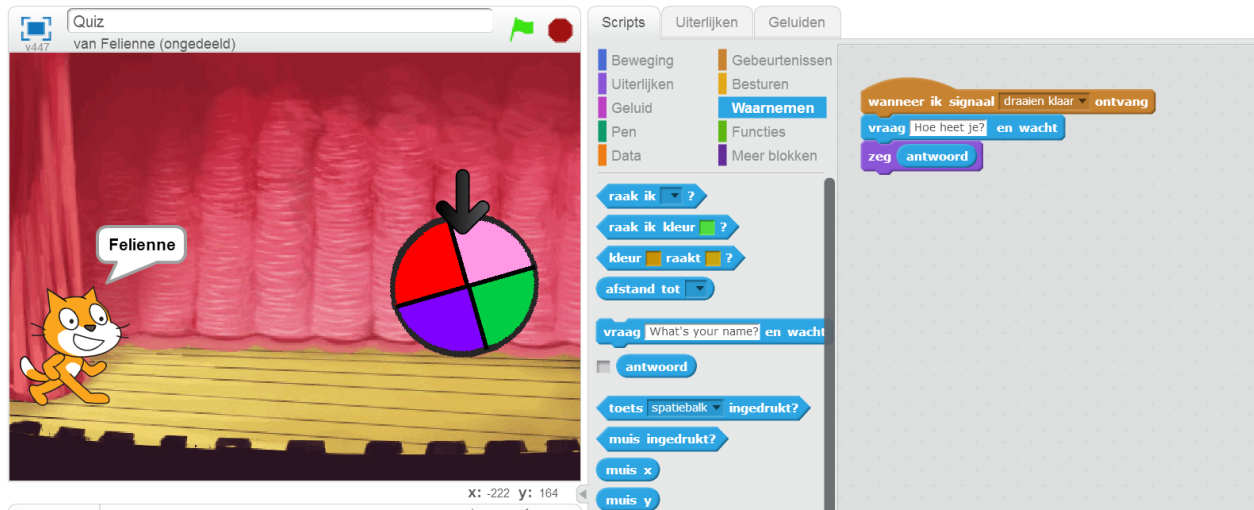 Quiz
van Felienne (ongedeeld)
v447
Felienne
x: -222 y: 164
Scripts Uiterlijken Geluiden
Beweging Gebeurtenissen
Uiterlijken Besturen
Geluid Waarnemen
Pen Functies
Data Meer blokken
raak ik ?
raak ik kleur ?
kleur raakt ?
afstand tot
vraag What's your name? en wacht
antwoord
toets spatiebalk ingedrukt?
muis ingedrukt?
muis x
muis y
wanneer ik signaal draaien klaar ontvang
vraag Hoe heet je? en wacht
zeg antwoord